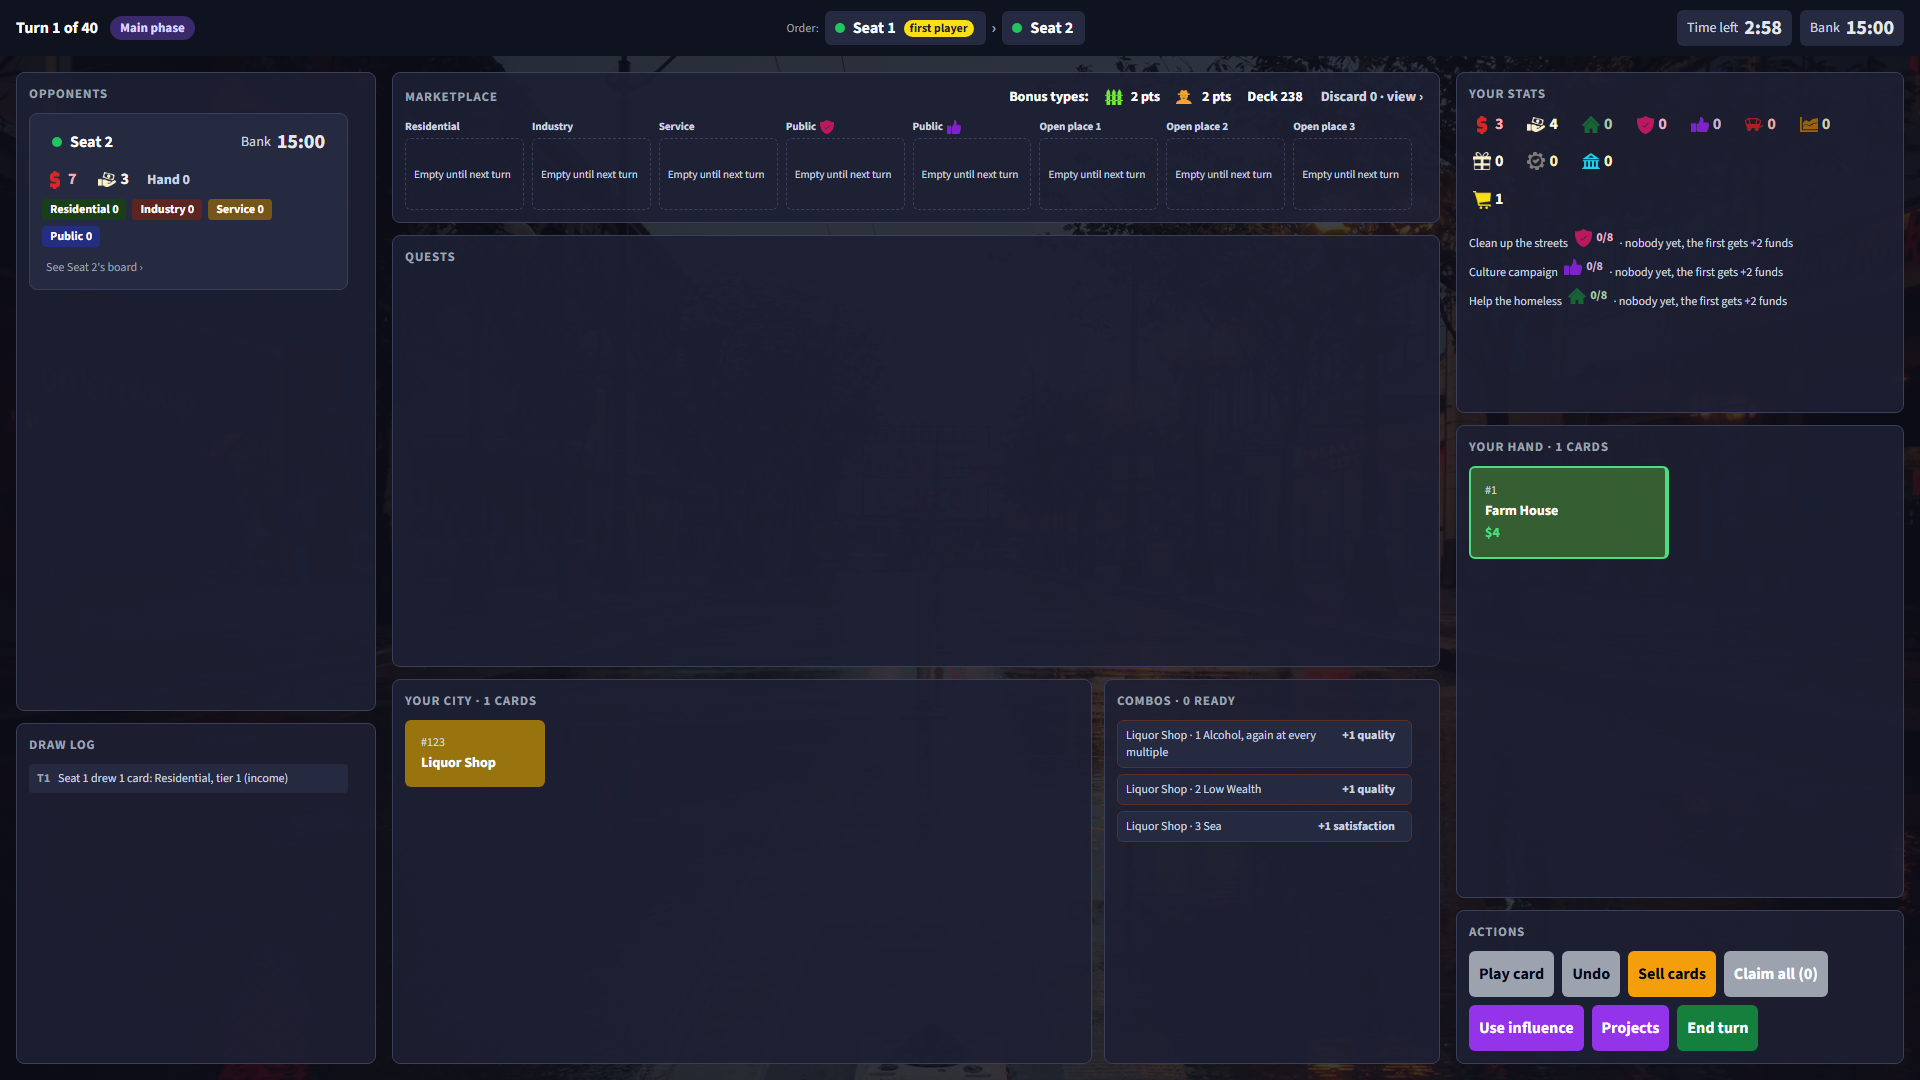 Turn 1 of 40
Main phase
Order:
Seat 1
first player
›
Seat 2
Time left 2:58
Bank 15:00
OPPONENTS
Seat 2
Bank 15:00
7
3
Hand 0
Residential 0
Industry 0
Service 0
Public 0
See Seat 2's board ›
DRAW LOG
T1 Seat 1 drew 1 card: Residential, tier 1 (income)
MARKETPLACE
Bonus types:
2 pts
2 pts
Deck 238
Discard 0 · view ›
Residential
Industry
Service
Public
Public
Open place 1
Open place 2
Open place 3
Empty until next turn
Empty until next turn
Empty until next turn
Empty until next turn
Empty until next turn
Empty until next turn
Empty until next turn
Empty until next turn
QUESTS
YOUR CITY · 1 CARDS
#123
Liquor Shop
COMBOS · 0 READY
Liquor Shop · 1 Alcohol, again at every
multiple
+1 quality
Liquor Shop · 2 Low Wealth
+1 quality
Liquor Shop · 3 Sea
+1 satisfaction
YOUR STATS
3
4
0
0
0
0
0
0
0
0
1
Clean up the streets 0/8 · nobody yet, the first gets +2 funds
Culture campaign 0/8 · nobody yet, the first gets +2 funds
Help the homeless 0/8 · nobody yet, the first gets +2 funds
YOUR HAND · 1 CARDS
#1
Farm House
$4
ACTIONS
Play card
Undo
Sell cards
Claim all (0)
Use influence
Projects
End turn